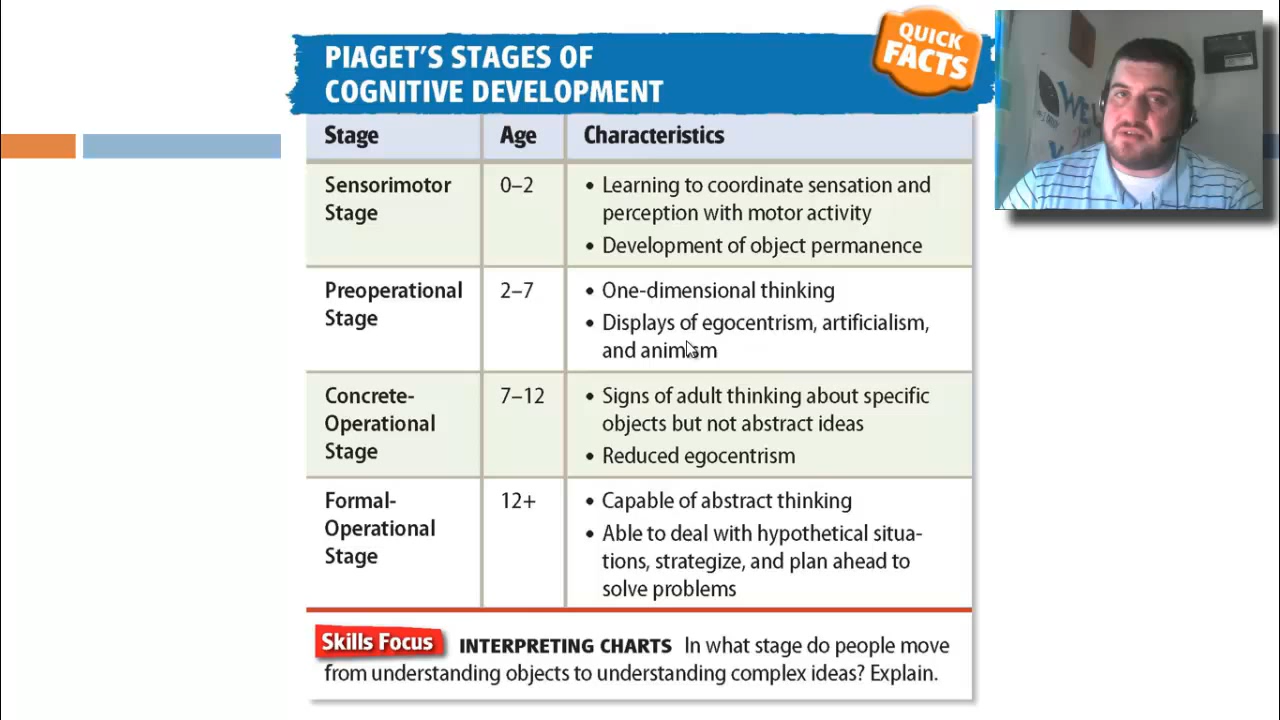 QUICK
FACTS
PIAGET'S STAGES OF
COGNITIVE DEVELOPMENT
Stage Age Characteristics
Sensorimotor
Stage
0–2
• Learning to coordinate sensation and
perception with motor activity
• Development of object permanence
Preoperational
Stage
2–7
• One-dimensional thinking
• Displays of egocentrism, artificialism,
and animism
Concrete-
Operational
Stage
7–12
• Signs of adult thinking about specific
objects but not abstract ideas
• Reduced egocentrism
Formal-
Operational
Stage
12+
• Capable of abstract thinking
• Able to deal with hypothetical situa-
tions, strategize, and plan ahead to
solve problems
Skills Focus INTERPRETING CHARTS In what stage do people move
from understanding objects to understanding complex ideas? Explain.